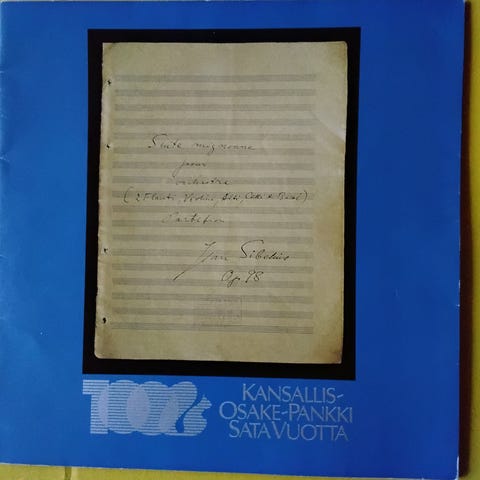 Suite mignonne
pour
orchestre
(2 Flauti, Violini, Alti, Celli & Bassi)
Partitur
Jean Sibelius
Op. 98
100
KANSALLIS-
OSAKE-PANKKI
SATA VUOTTA